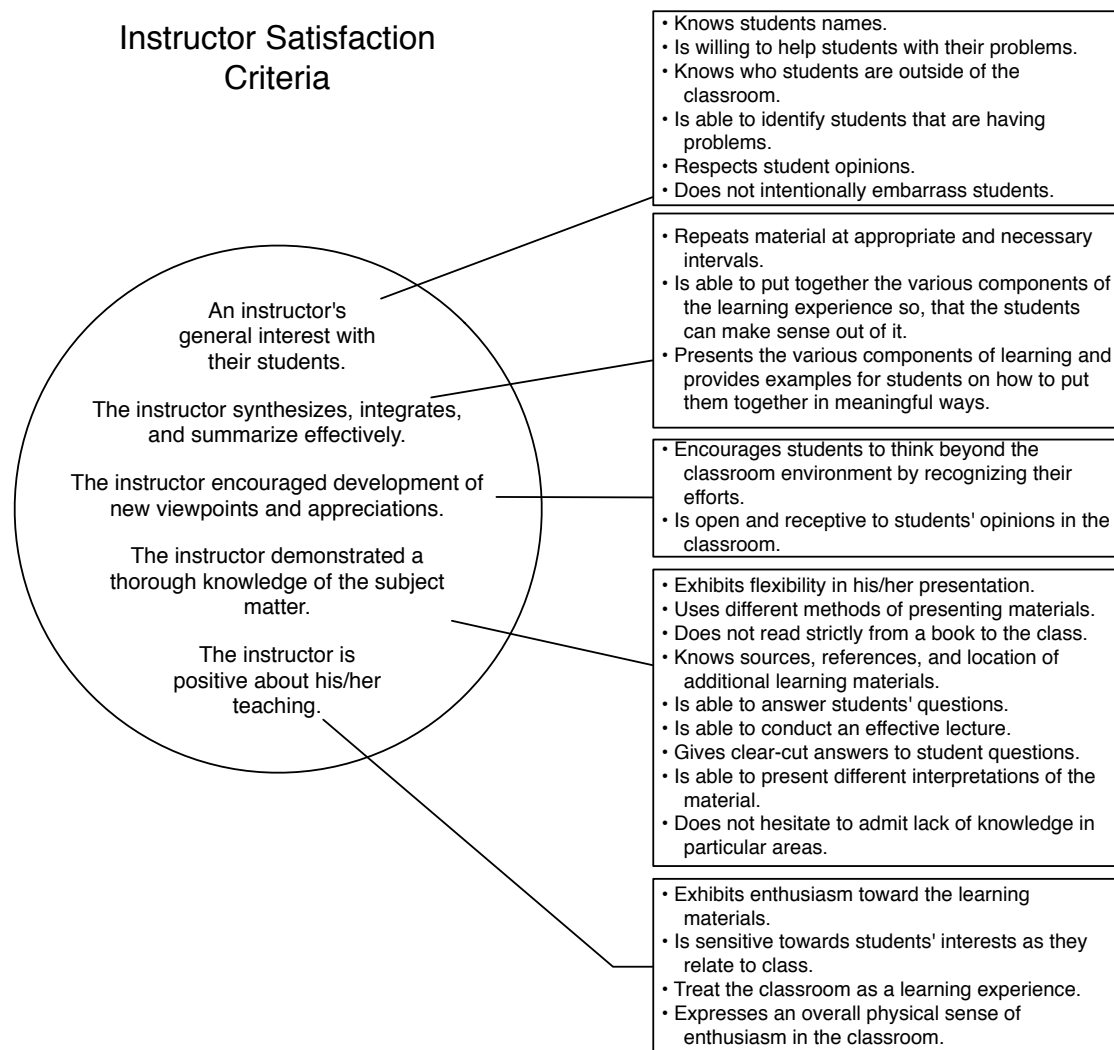 Instructor Satisfaction
Criteria
An instructor's
general interest with
their students.
The instructor synthesizes, integrates,
and summarize effectively.
The instructor encouraged development of
new viewpoints and appreciations.
The instructor demonstrated a
thorough knowledge of the subject
matter.
The instructor is
positive about his/her
teaching.
• Knows students names.
• Is willing to help students with their problems.
• Knows who students are outside of the
classroom.
• Is able to identify students that are having
problems.
• Respects student opinions.
• Does not intentionally embarrass students.
• Repeats material at appropriate and necessary
intervals.
• Is able to put together the various components of
the learning experience so, that the students
can make sense out of it.
• Presents the various components of learning and
provides examples for students on how to put
them together in meaningful ways.
• Encourages students to think beyond the
classroom environment by recognizing their
efforts.
• Is open and receptive to students' opinions in the
classroom.
• Exhibits flexibility in his/her presentation.
• Uses different methods of presenting materials.
• Does not read strictly from a book to the class.
• Knows sources, references, and location of
additional learning materials.
• Is able to answer students' questions.
• Is able to conduct an effective lecture.
• Gives clear-cut answers to student questions.
• Is able to present different interpretations of the
material.
• Does not hesitate to admit lack of knowledge in
particular areas.
• Exhibits enthusiasm toward the learning
materials.
• Is sensitive towards students' interests as they
relate to class.
• Treat the classroom as a learning experience.
• Expresses an overall physical sense of
enthusiasm in the classroom.